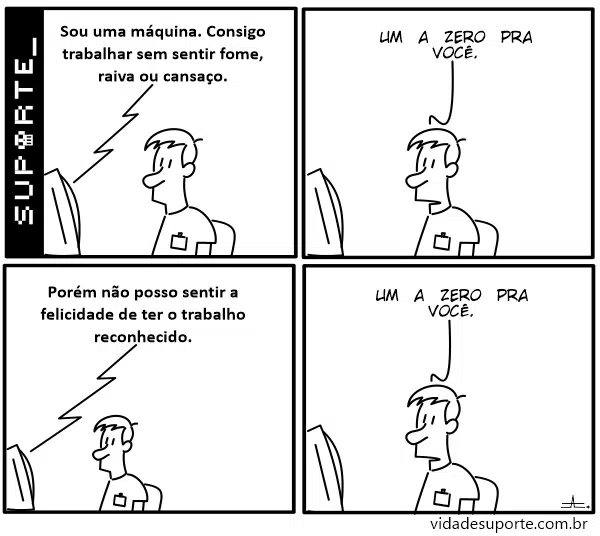 SUPORTE_
Sou uma máquina. Consigo
trabalhar sem sentir fome,
raiva ou cansaço.
UM A ZERO PRA
VOCÊ.
Porém não posso sentir a
felicidade de ter o trabalho
reconhecido.
UM A ZERO PRA
VOCÊ.
vidadesuporte.com.br